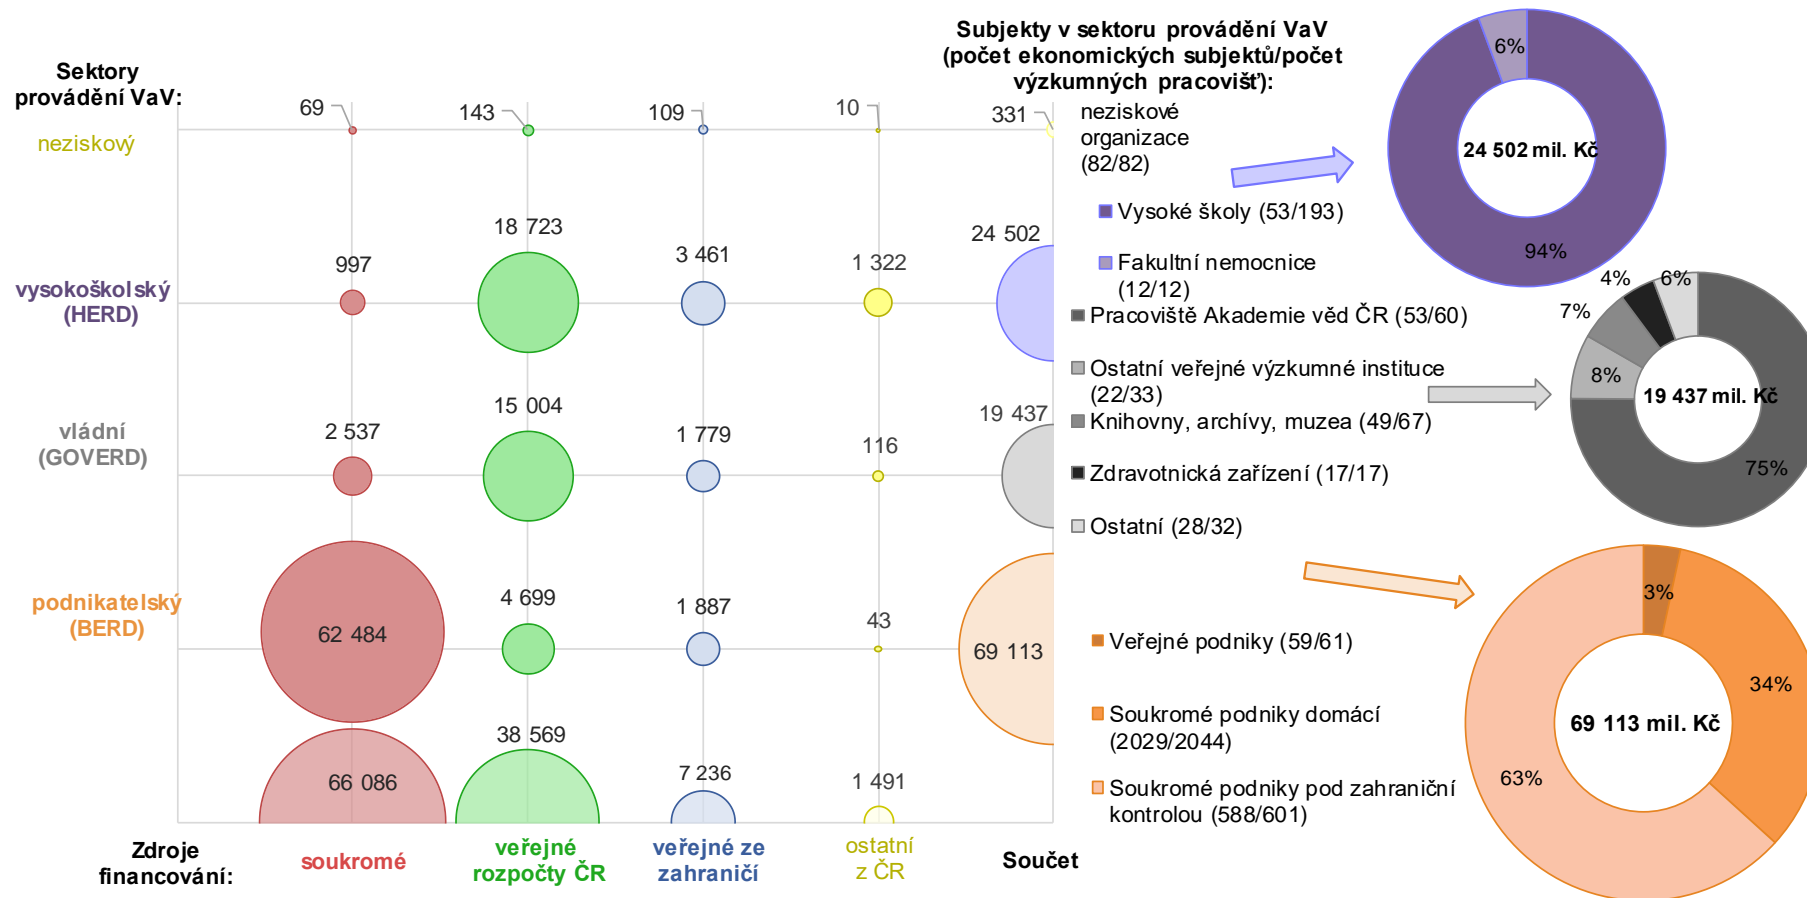 Subjekty v sektoru provádění VaV
(počet ekonomických subjektů/počet
výzkumných pracovišť):
Sektory
provádění VaV:
neziskový
69
143
109
10
331
neziskové
organizace
(82/82)
6%
24 502 mil. Kč
94%
vysokoškolský
(HERD)
997
18 723
3 461
1 322
24 502
Vysoké školy (53/193)
Fakultní nemocnice
(12/12)
Pracoviště Akademie věd ČR (53/60)
Ostatní veřejné výzkumné instituce
(22/33)
Knihovny, archívy, muzea (49/67)
Zdravotnická zařízení (17/17)
Ostatní (28/32)
4%
6%
7%
8%
19 437 mil. Kč
75%
vládní
(GOVERD)
2 537
15 004
1 779
116
19 437
podnikatelský
(BERD)
62 484
4 699
1 887
43
69 113
Veřejné podniky (59/61)
Soukromé podniky domácí
(2029/2044)
Soukromé podniky pod zahraniční
kontrolou (588/601)
3%
34%
69 113 mil. Kč
63%
66 086
38 569
7 236
1 491
Zdroje
financování:
soukromé
veřejné
rozpočty ČR
veřejné ze
zahraničí
ostatní
z ČR
Součet